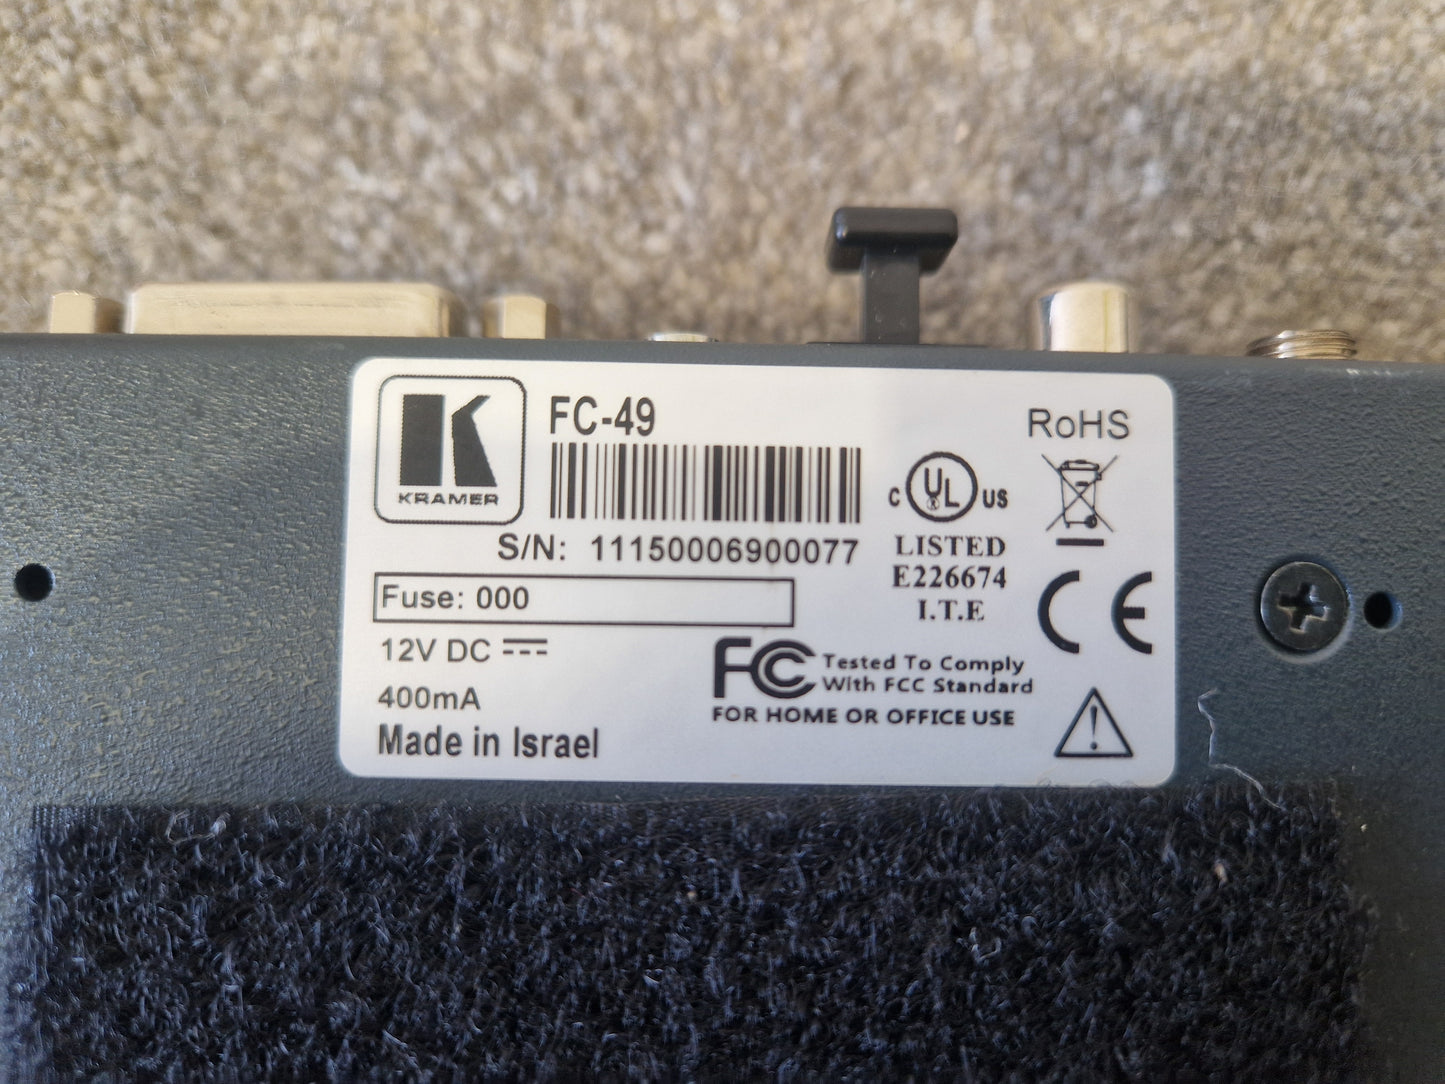 KRAMER
FC-49
S/N: 11150006900077
Fuse: 000
12V DC
400mA
Made in Israel
C UL US
LISTED
E226674
I.T.E
RoHS
CE
FC Tested To Comply
With FCC Standard
FOR HOME OR OFFICE USE